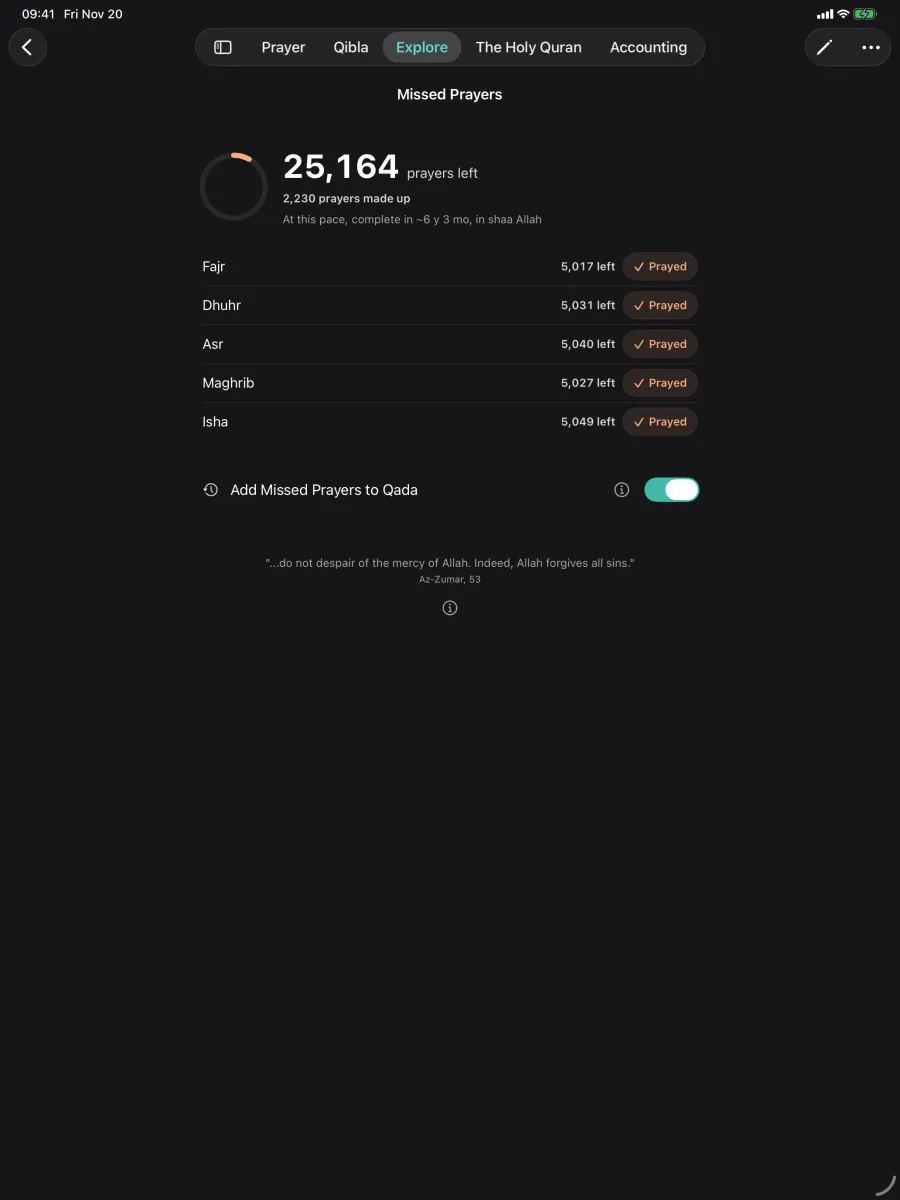 09:41 Fri Nov 20
Prayer Qibla Explore The Holy Quran Accounting
Missed Prayers
25,164 prayers left
2,230 prayers made up
At this pace, complete in ~6 y 3 mo, in shaa Allah
Fajr 5,017 left ✓ Prayed
Dhuhr 5,031 left ✓ Prayed
Asr 5,040 left ✓ Prayed
Maghrib 5,027 left ✓ Prayed
Isha 5,049 left ✓ Prayed
Add Missed Prayers to Qada
"...do not despair of the mercy of Allah. Indeed, Allah forgives all sins."
Az-Zumar, 53